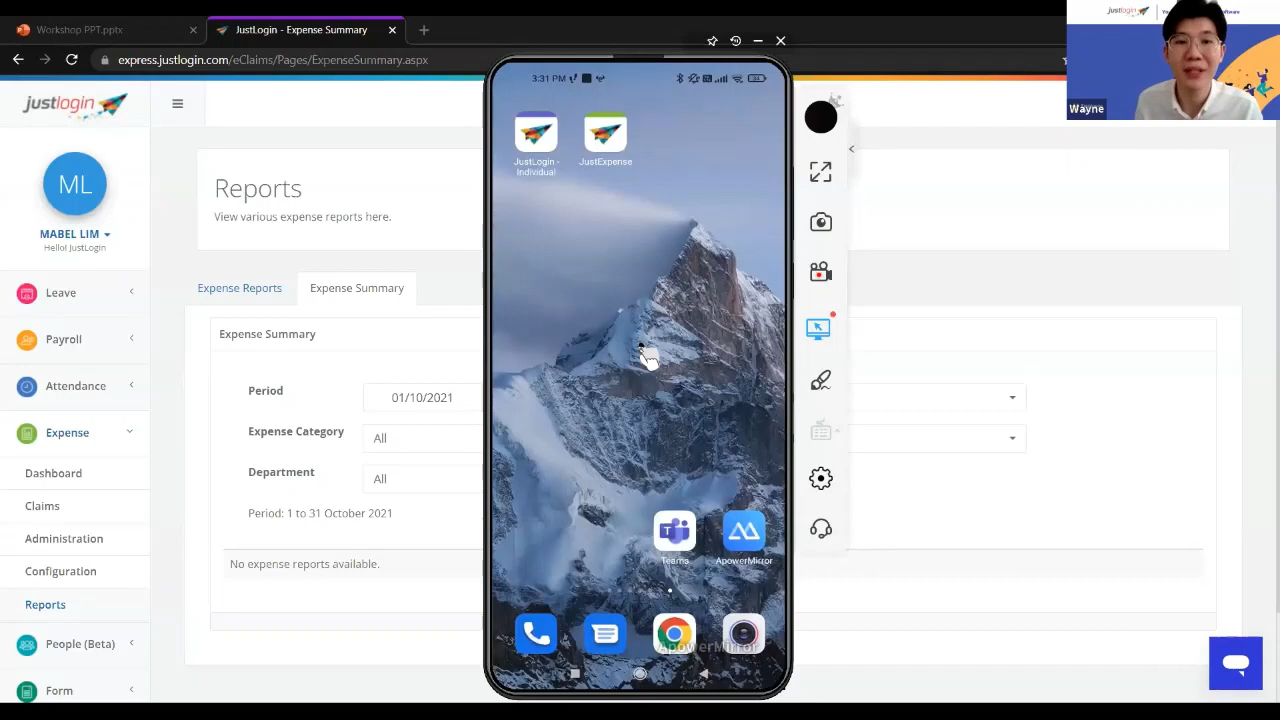 Workshop PPT.pptx
JustLogin - Expense Summary
express.justlogin.com/eClaims/Pages/ExpenseSummary.aspx
justlogin
Wayne
justlogin
ML
MABEL LIM
Hello! JustLogin
Leave
Payroll
Attendance
Expense
Dashboard
Claims
Administration
Configuration
Reports
People (Beta)
Form
Reports
View various expense reports here.
Expense Reports
Expense Summary
Expense Summary
Period
01/10/2021
Expense Category
All
Department
All
Period: 1 to 31 October 2021
No expense reports available.
3:31 PM
JustLogin -
Individual
JustExpense
Teams
ApowerMirror
ApowerMirror